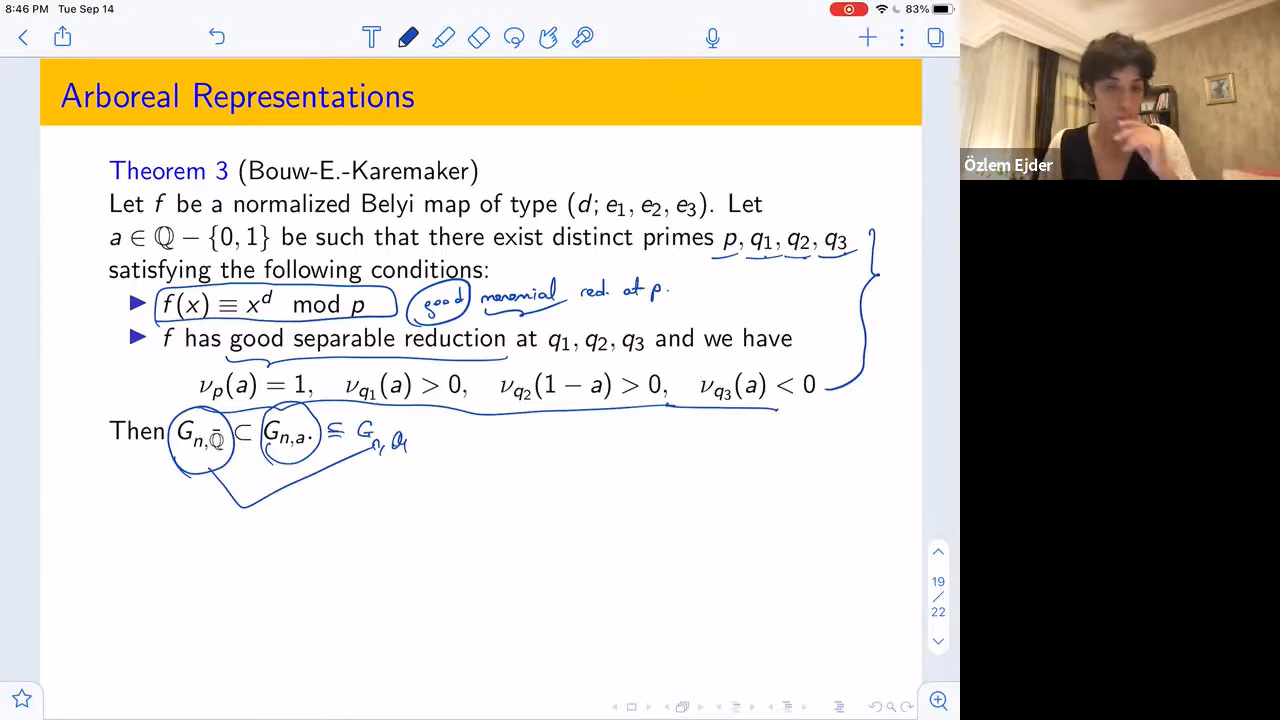 8:46 PM Tue Sep 14
83%
Arboreal Representations
Theorem 3 (Bouw-E.-Karemaker)
Let f be a normalized Belyi map of type (d; e₁, e₂, e₃). Let
a ∈ ℚ − {0, 1} be such that there exist distinct primes p, q₁, q₂, q₃
satisfying the following conditions:
▶ f(x) ≡ x^d mod p good monomial red. at p.
▶ f has good separable reduction at q₁, q₂, q₃ and we have
ν_p(a) = 1, ν_{q₁}(a) > 0, ν_{q₂}(1 − a) > 0, ν_{q₃}(a) < 0
Then G_{n,ℚ̄} ⊂ G_{n,a}. ⊆ G_{n,ℚ}
Özlem Ejder
19
/
22